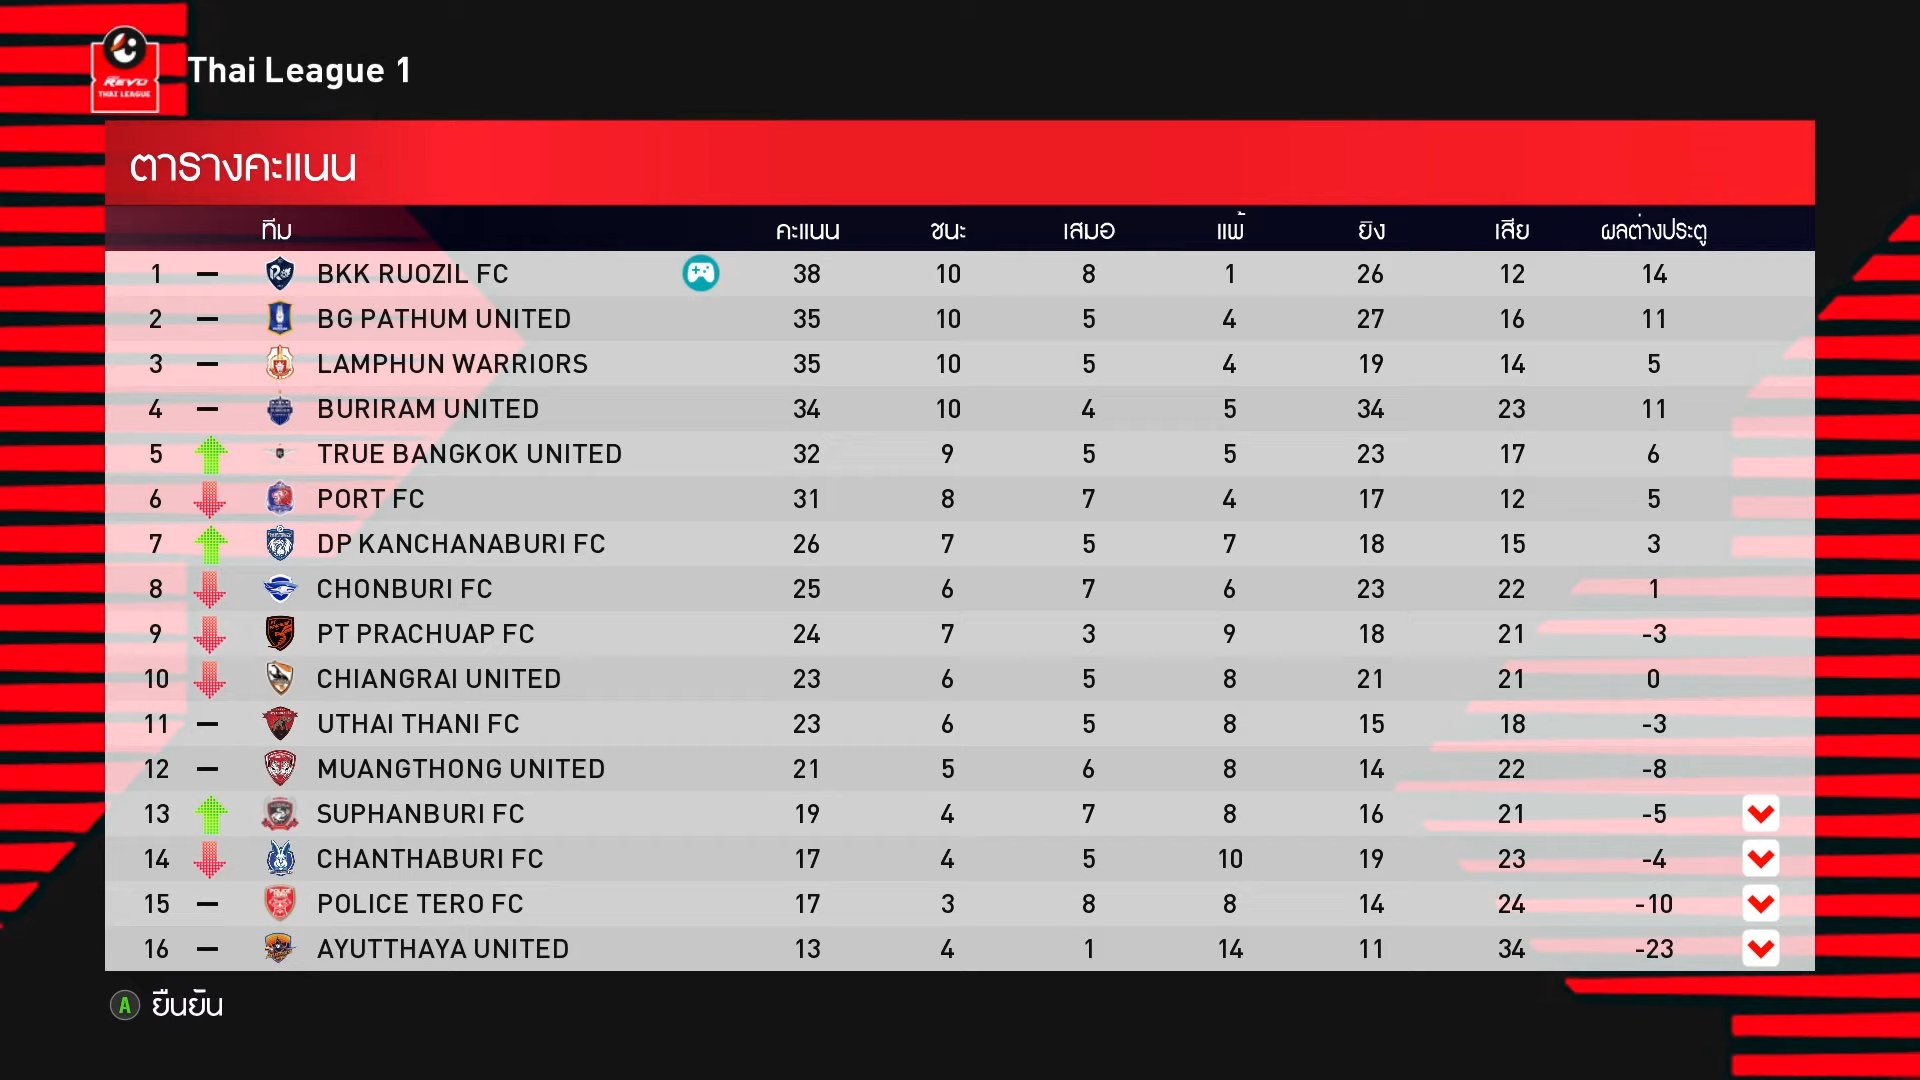 REVO
THAI LEAGUE
Thai League 1
ตารางคะแนน
ทีม คะแนน ชนะ เสมอ แพ้ ยิง เสีย ผลต่างประตู
1 BKK RUOZIL FC 38 10 8 1 26 12 14
2 BG PATHUM UNITED 35 10 5 4 27 16 11
3 LAMPHUN WARRIORS 35 10 5 4 19 14 5
4 BURIRAM UNITED 34 10 4 5 34 23 11
5 TRUE BANGKOK UNITED 32 9 5 5 23 17 6
6 PORT FC 31 8 7 4 17 12 5
7 DP KANCHANABURI FC 26 7 5 7 18 15 3
8 CHONBURI FC 25 6 7 6 23 22 1
9 PT PRACHUAP FC 24 7 3 9 18 21 -3
10 CHIANGRAI UNITED 23 6 5 8 21 21 0
11 UTHAI THANI FC 23 6 5 8 15 18 -3
12 MUANGTHONG UNITED 21 5 6 8 14 22 -8
13 SUPHANBURI FC 19 4 7 8 16 21 -5
14 CHANTHABURI FC 17 4 5 10 19 23 -4
15 POLICE TERO FC 17 3 8 8 14 24 -10
16 AYUTTHAYA UNITED 13 4 1 14 11 34 -23
A ยืนยัน